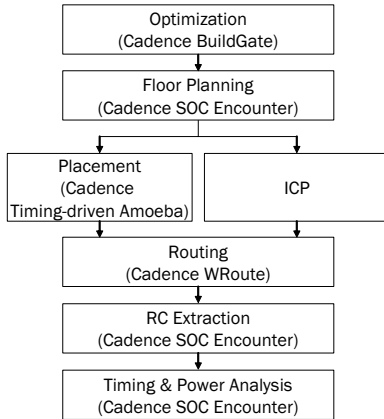 Optimization
(Cadence BuildGate)
Floor Planning
(Cadence SOC Encounter)
Placement
(Cadence
Timing-driven Amoeba)
ICP
Routing
(Cadence WRoute)
RC Extraction
(Cadence SOC Encounter)
Timing & Power Analysis
(Cadence SOC Encounter)